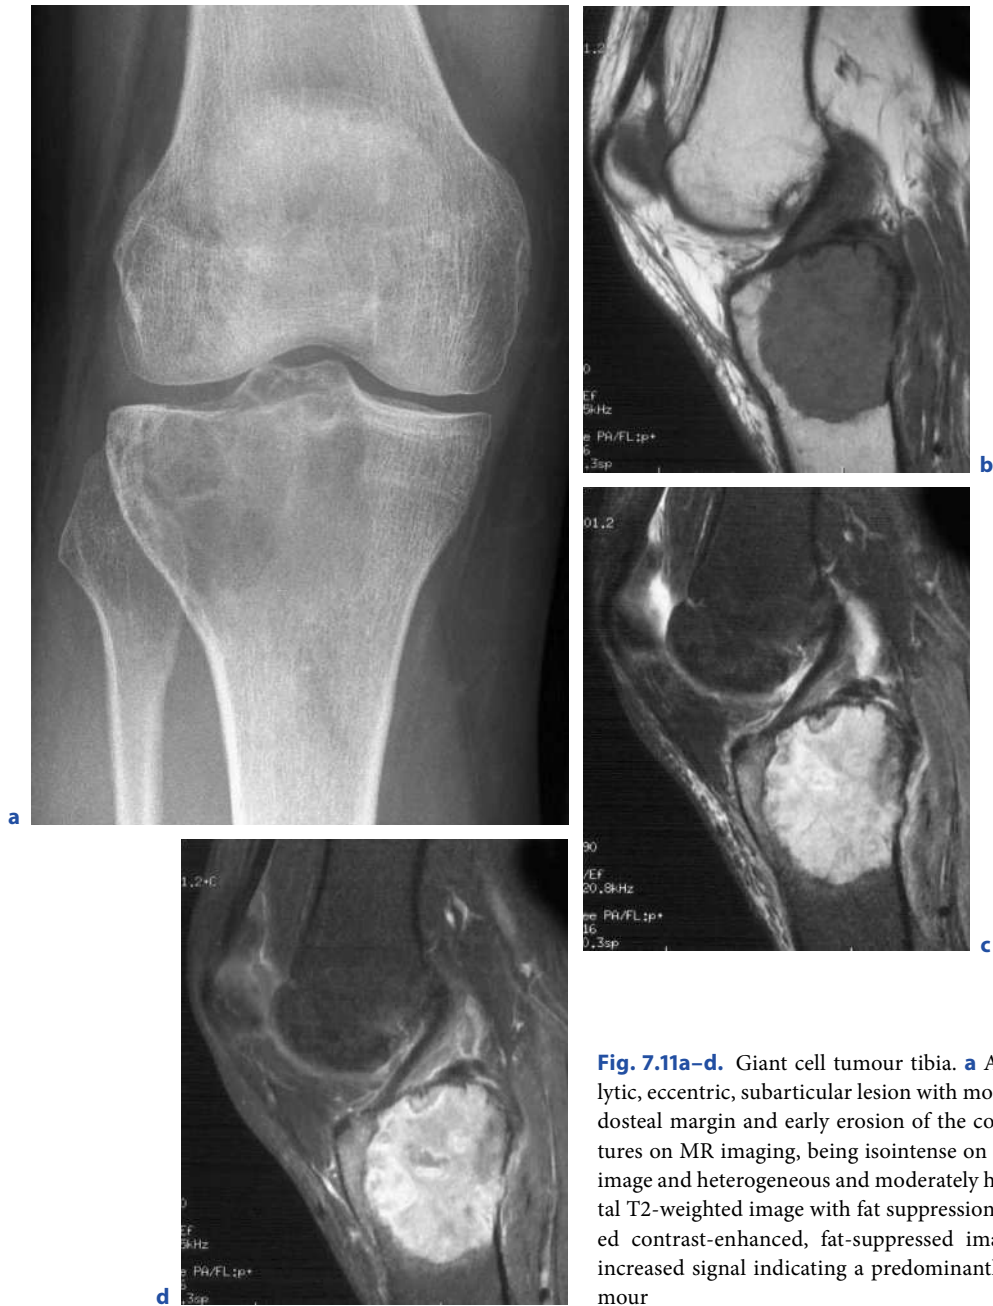 a
1.2
0
Ef
5kHz
e PA/FL:p+
6
.3sp
b
01.2
90
/Ef
20.8kHz
ee PA/FL:p+
16
0.3sp
c
1.2+C
0
Ef
5kHz
e PA/FL:p+
.3sp
d
Fig. 7.11a–d. Giant cell tumour tibia. a A
lytic, eccentric, subarticular lesion with mo
dosteal margin and early erosion of the co
tures on MR imaging, being isointense on
image and heterogeneous and moderately h
tal T2-weighted image with fat suppression
ed contrast-enhanced, fat-suppressed ima
increased signal indicating a predominantl
mour